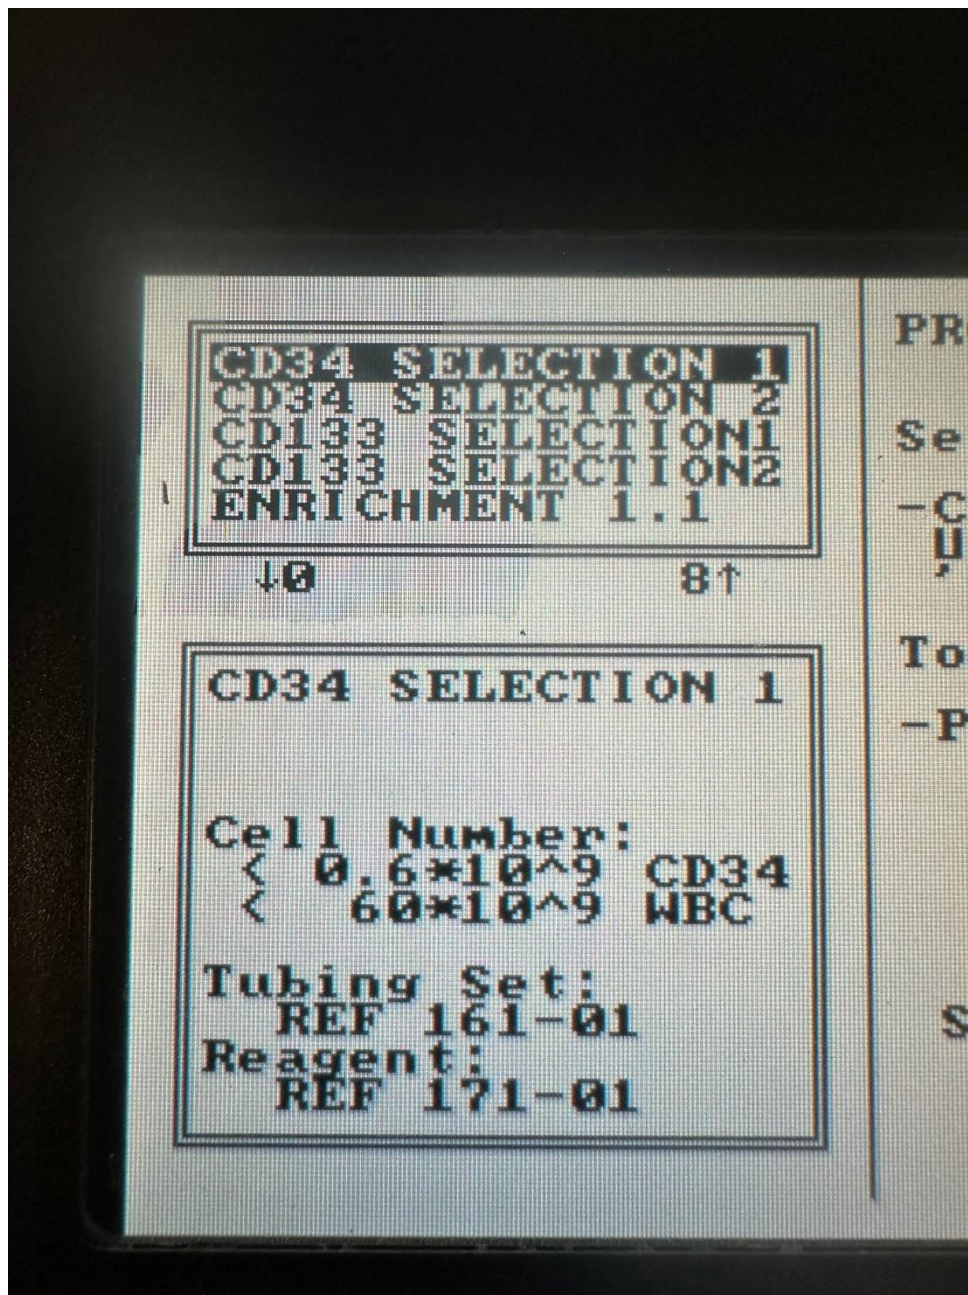 CD34 SELECTION 1
CD34 SELECTION 2
CD133 SELECTION1
CD133 SELECTION2
ENRICHMENT 1.1
↓0 8↑
CD34 SELECTION 1
Cell Number:
< 0.6*10^9 CD34
< 60*10^9 WBC
Tubing Set:
REF 161-01
Reagent:
REF 171-01
PR
Se
-C
U
,
To
-P
S